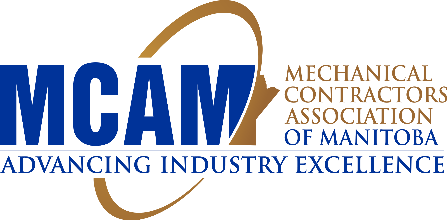 MCAM
MECHANICAL
CONTRACTORS
ASSOCIATION
OF MANITOBA
ADVANCING INDUSTRY EXCELLENCE